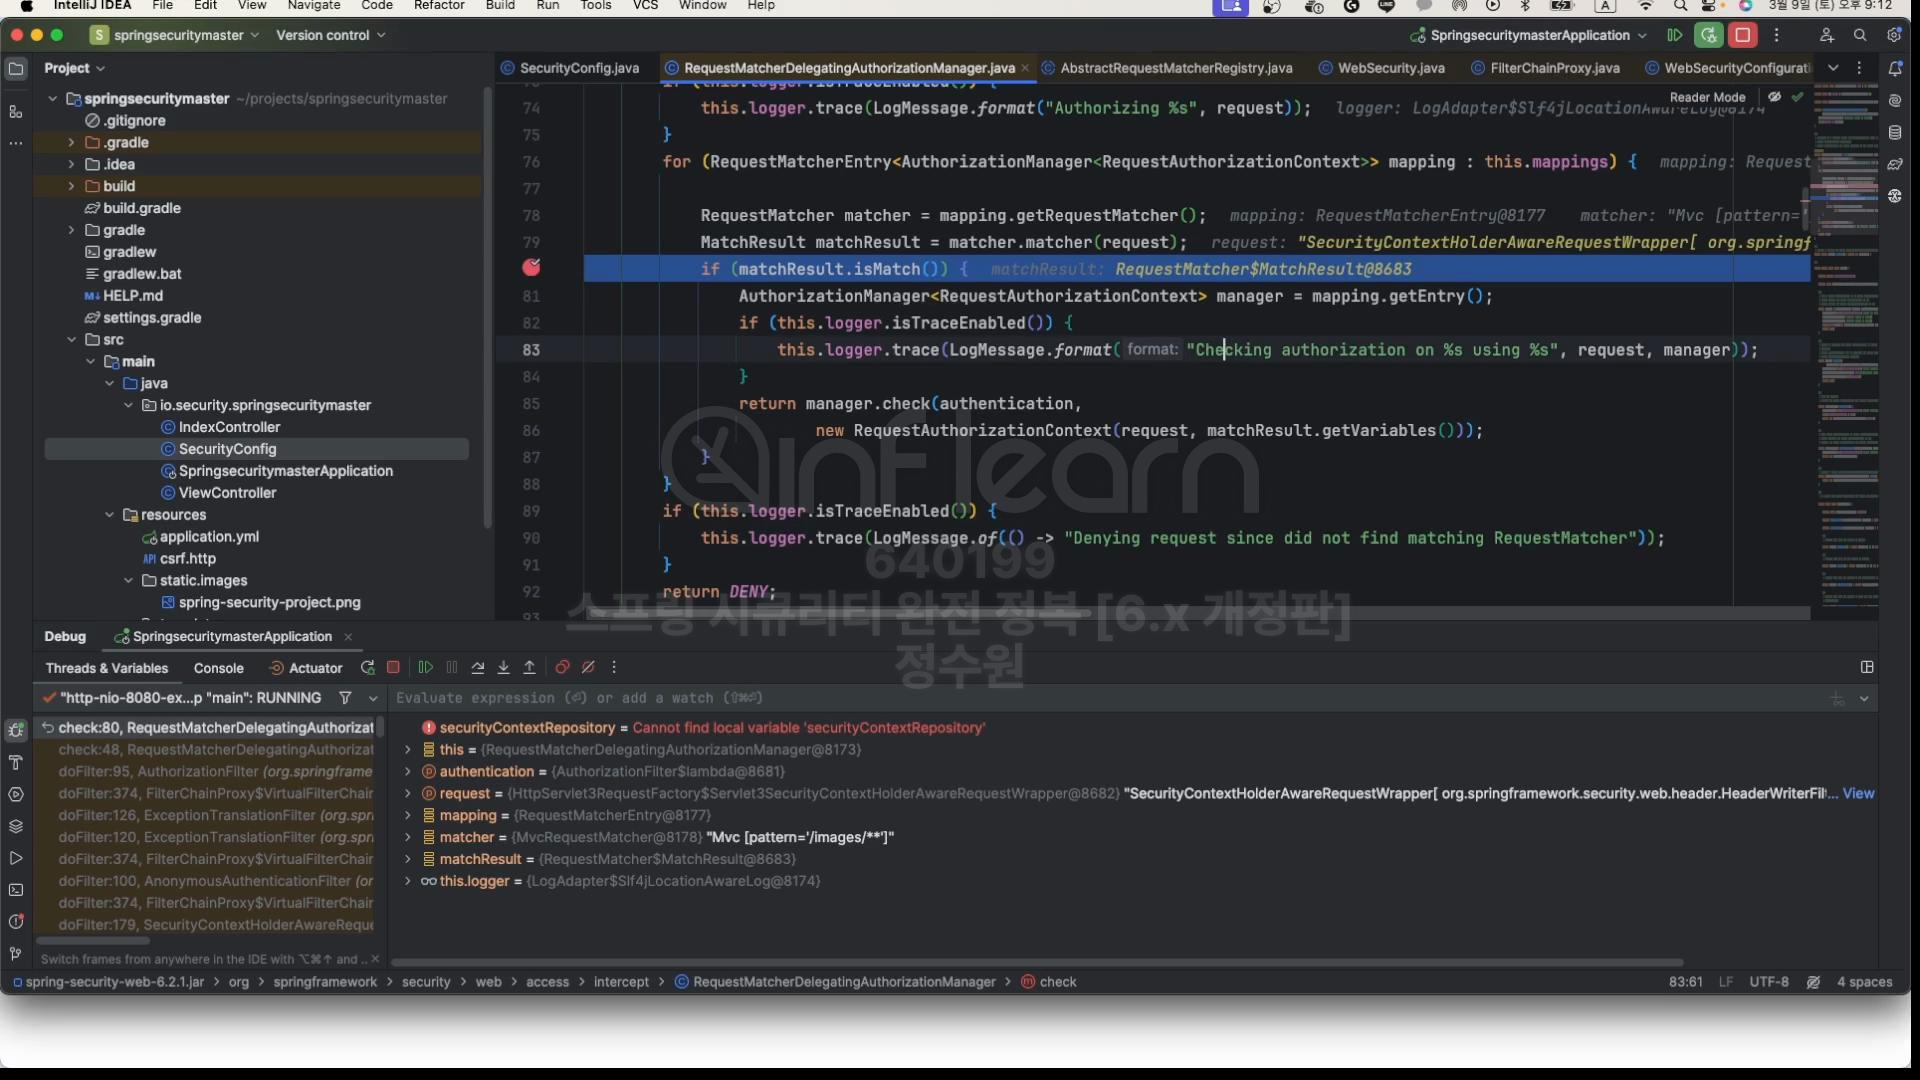 IntelliJ IDEA File Edit View Navigate Code Refactor Build Run Tools VCS Window Help A 3월 9일 (토) 오후 9:12
S springsecuritymaster Version control SpringsecuritymasterApplication
Project
SecurityConfig.java RequestMatcherDelegatingAuthorizationManager.java AbstractRequestMatcherRegistry.java WebSecurity.java FilterChainProxy.java WebSecurityConfigurati
springsecuritymaster ~/projects/springsecuritymaster
.gitignore
.gradle
.idea
build
build.gradle
gradle
gradlew
gradlew.bat
M↓ HELP.md
settings.gradle
src
main
java
io.security.springsecuritymaster
IndexController
SecurityConfig
SpringsecuritymasterApplication
ViewController
resources
application.yml
API csrf.http
static.images
spring-security-project.png
Reader Mode
74 this.logger.trace(LogMessage.format("Authorizing %s", request)); logger: LogAdapter$Slf4jLocationAwareLog@8174
75 }
76 for (RequestMatcherEntry<AuthorizationManager<RequestAuthorizationContext>> mapping : this.mappings) { mapping: Request
77
78 RequestMatcher matcher = mapping.getRequestMatcher(); mapping: RequestMatcherEntry@8177 matcher: "Mvc [pattern='
79 MatchResult matchResult = matcher.matcher(request); request: "SecurityContextHolderAwareRequestWrapper[ org.springf
if (matchResult.isMatch()) { matchResult: RequestMatcher$MatchResult@8683
81 AuthorizationManager<RequestAuthorizationContext> manager = mapping.getEntry();
82 if (this.logger.isTraceEnabled()) {
83 this.logger.trace(LogMessage.format( format: "Checking authorization on %s using %s", request, manager));
84 }
85 return manager.check(authentication,
86 new RequestAuthorizationContext(request, matchResult.getVariables()));
87 }
88 }
89 if (this.logger.isTraceEnabled()) {
90 this.logger.trace(LogMessage.of(() -> "Denying request since did not find matching RequestMatcher"));
91 }
92 return DENY;
93
inflearn
640199
스프링 시큐리티 완전 정복 [6.x 개정판]
정수원
Debug SpringsecuritymasterApplication
Threads & Variables Console Actuator
"http-nio-8080-ex...p "main": RUNNING
Evaluate expression (⏎) or add a watch (⇧⌘⏎)
check:80, RequestMatcherDelegatingAuthorizat
check:48, RequestMatcherDelegatingAuthorizat
doFilter:95, AuthorizationFilter (org.springframe
doFilter:374, FilterChainProxy$VirtualFilterChain
doFilter:126, ExceptionTranslationFilter (org.spri
doFilter:120, ExceptionTranslationFilter (org.spri
doFilter:374, FilterChainProxy$VirtualFilterChain
doFilter:100, AnonymousAuthenticationFilter (or
doFilter:374, FilterChainProxy$VirtualFilterChain
doFilter:179, SecurityContextHolderAwareReque
Switch frames from anywhere in the IDE with ⌥⌘↑ and ..
securityContextRepository = Cannot find local variable 'securityContextRepository'
this = {RequestMatcherDelegatingAuthorizationManager@8173}
authentication = {AuthorizationFilter$lambda@8681}
request = {HttpServlet3RequestFactory$Servlet3SecurityContextHolderAwareRequestWrapper@8682} "SecurityContextHolderAwareRequestWrapper[ org.springframework.security.web.header.HeaderWriterFil... View
mapping = {RequestMatcherEntry@8177}
matcher = {MvcRequestMatcher@8178} "Mvc [pattern='/images/**']"
matchResult = {RequestMatcher$MatchResult@8683}
this.logger = {LogAdapter$Slf4jLocationAwareLog@8174}
spring-security-web-6.2.1.jar > org > springframework > security > web > access > intercept > RequestMatcherDelegatingAuthorizationManager > check 83:61 LF UTF-8 4 spaces